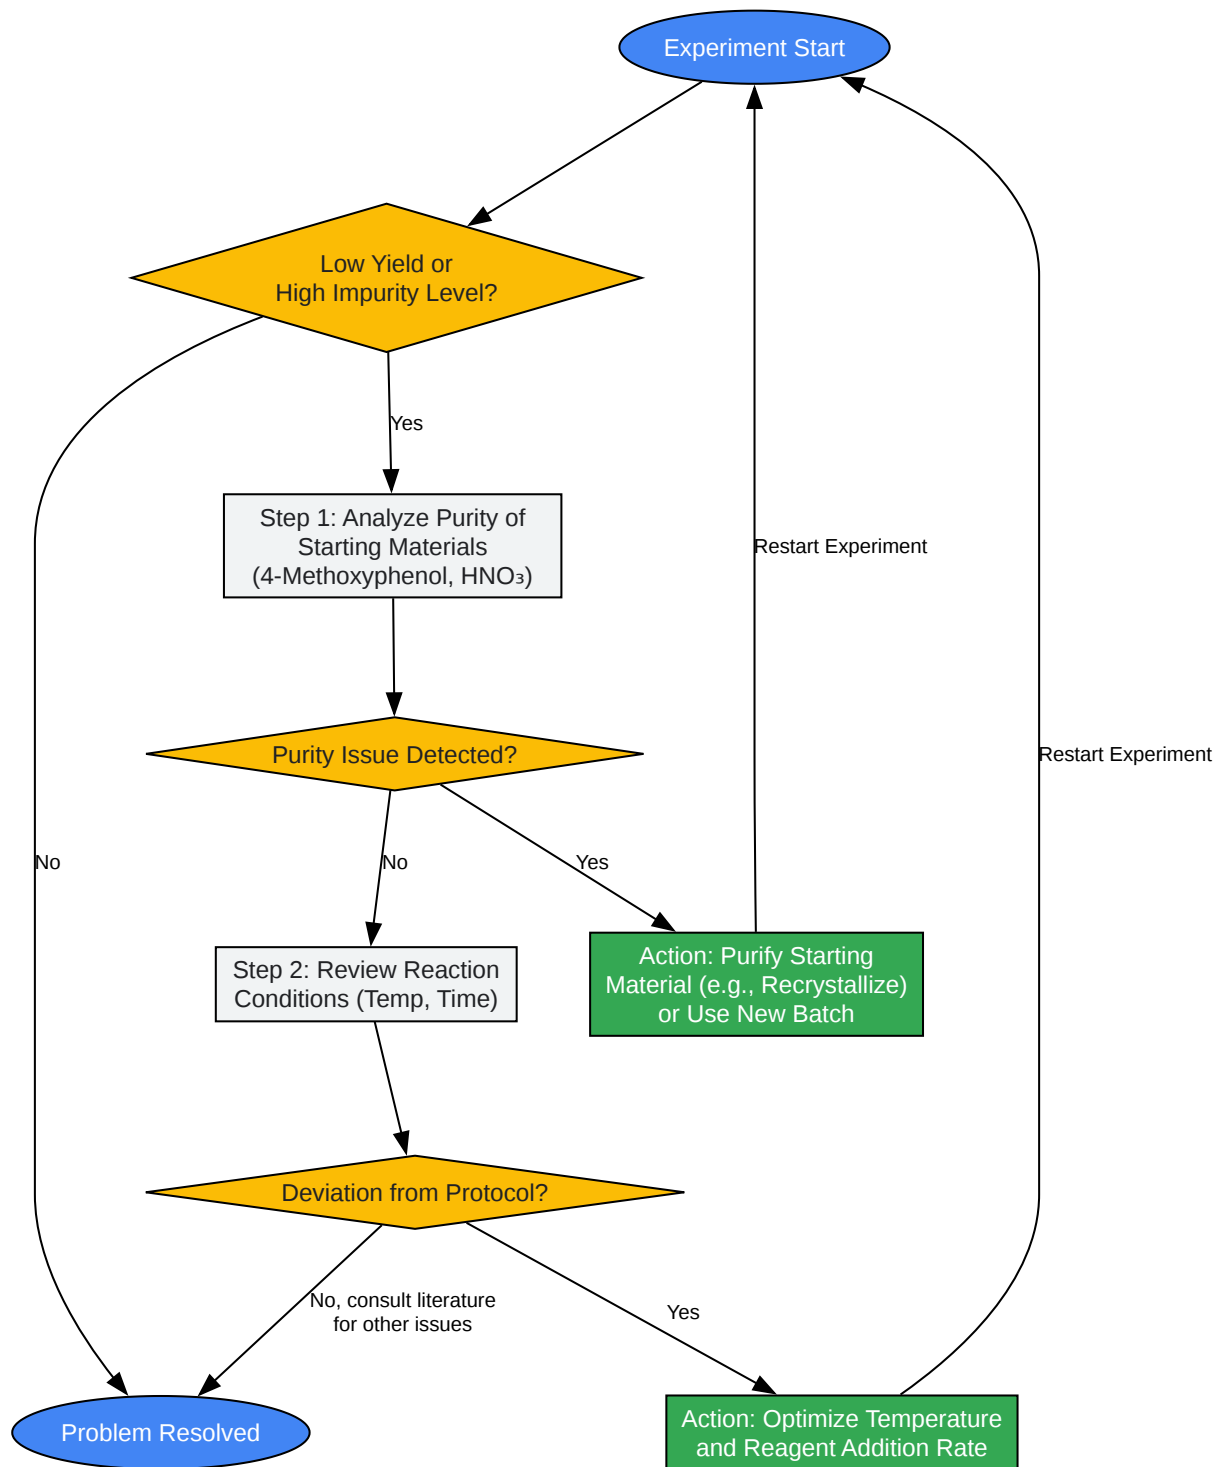 Experiment Start
Low Yield or
High Impurity Level?
Yes
Step 1: Analyze Purity of
Starting Materials
(4-Methoxyphenol, HNO₃)
Restart Experiment
Purity Issue Detected?
Restart Experiment
No
No
Yes
Action: Purify Starting
Material (e.g., Recrystallize)
or Use New Batch
Step 2: Review Reaction
Conditions (Temp, Time)
Deviation from Protocol?
No, consult literature
for other issues
Yes
Problem Resolved
Action: Optimize Temperature
and Reagent Addition Rate